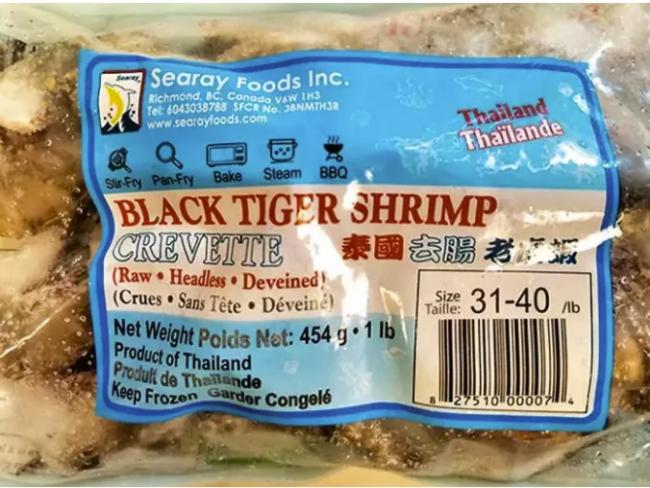 Searay
Searay Foods Inc.
Richmond, BC, Canada V6W 1H3
Tel: 6043038788 SFCR No. 38NMTH3R
www.searayfoods.com
Thailand
Thaïlande
Stir-Fry Pan-Fry Bake Steam BBQ
BLACK TIGER SHRIMP
CREVETTE 泰國去腸老虎蝦
(Raw • Headless • Deveined)
(Crues • Sans Tête • Déveiné)
Size
Taille: 31-40 /lb
Net Weight Poids Net: 454 g • 1 lb
Product of Thailand
Produit de Thaïlande
Keep Frozen Garder Congelé
8 27510 00007 4